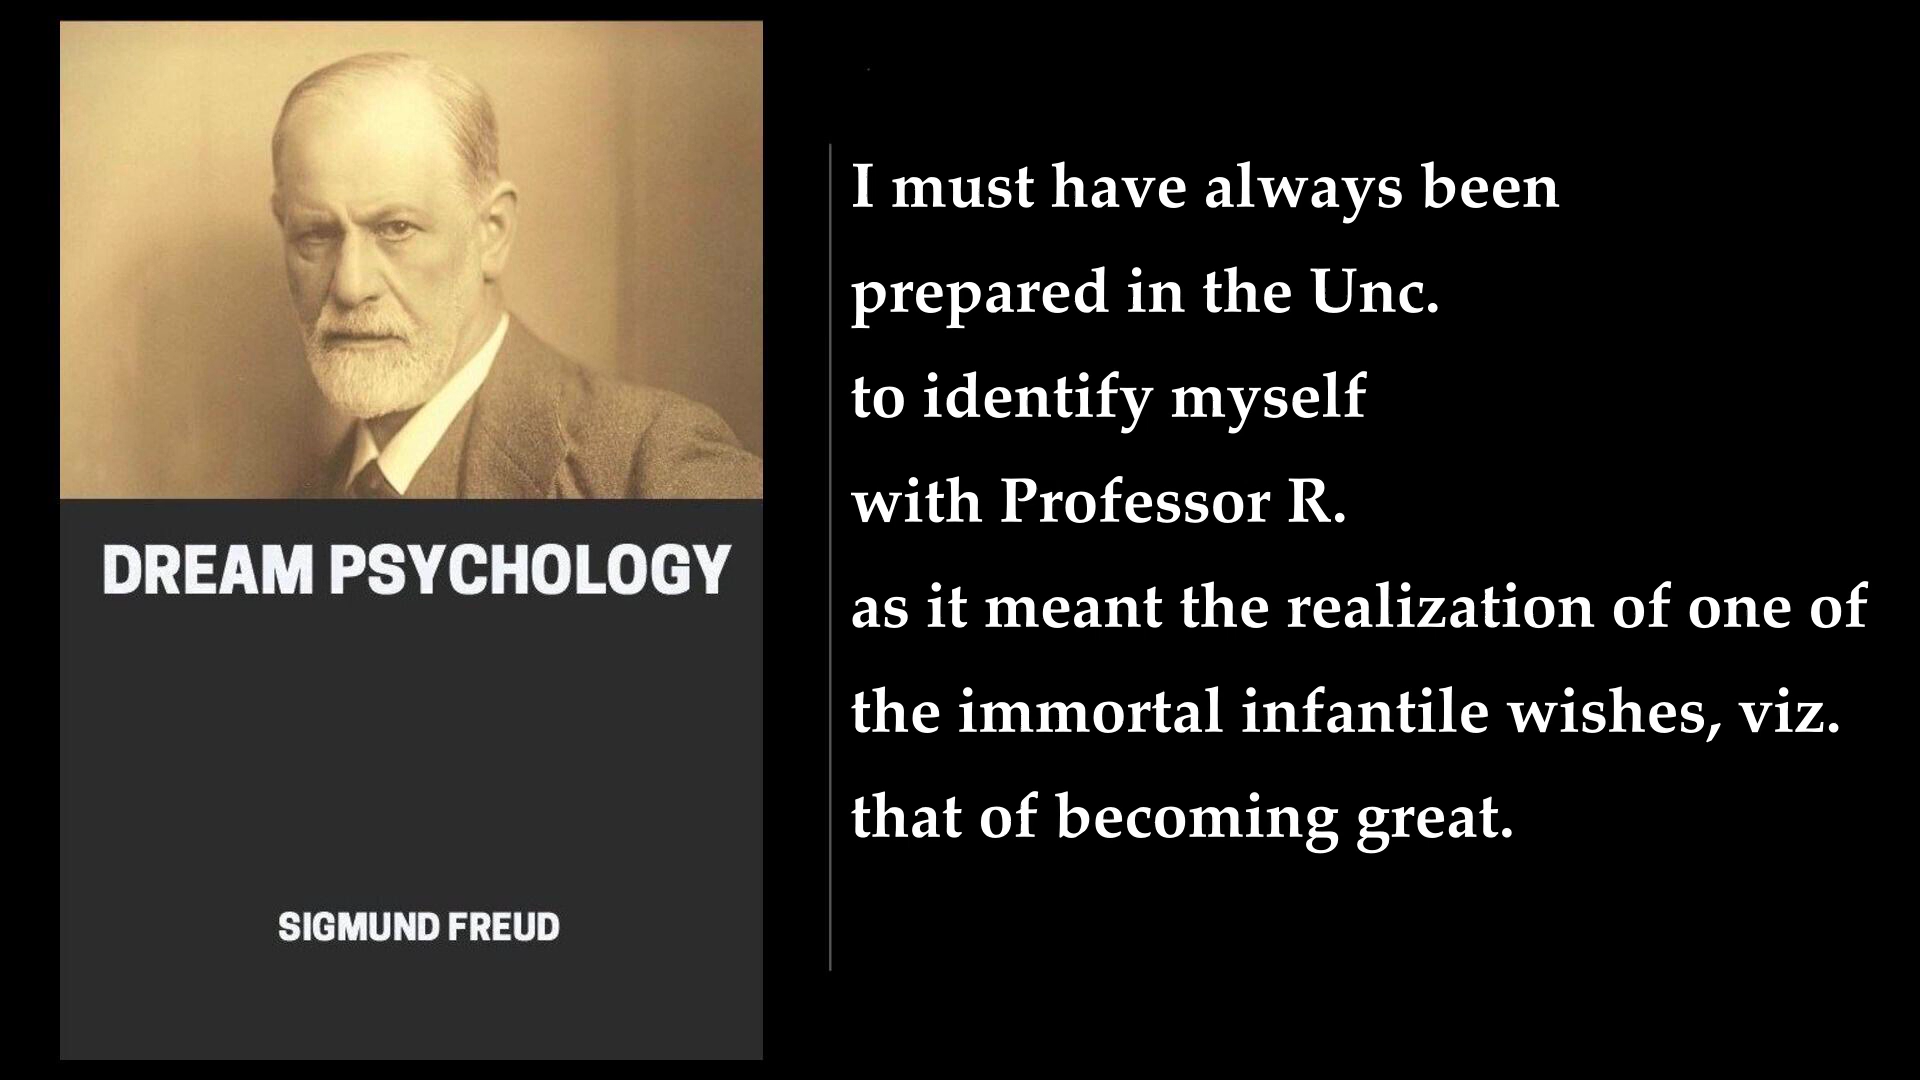 DREAM PSYCHOLOGY
SIGMUND FREUD
I must have always been
prepared in the Unc.
to identify myself
with Professor R.
as it meant the realization of one of
the immortal infantile wishes, viz.
that of becoming great.